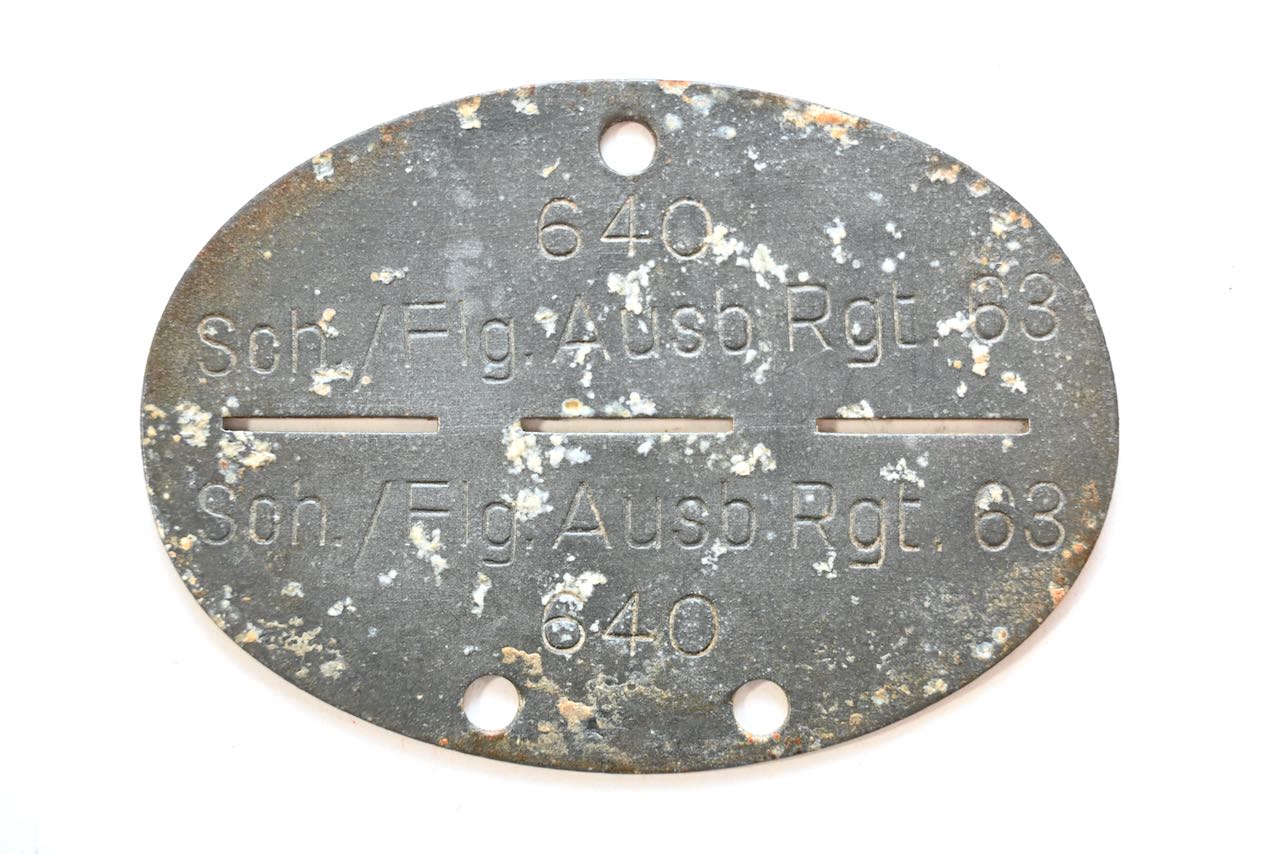 640
Sch./Flg. Ausb Rgt. 63
Sch./Flg. Ausb Rgt. 63
640